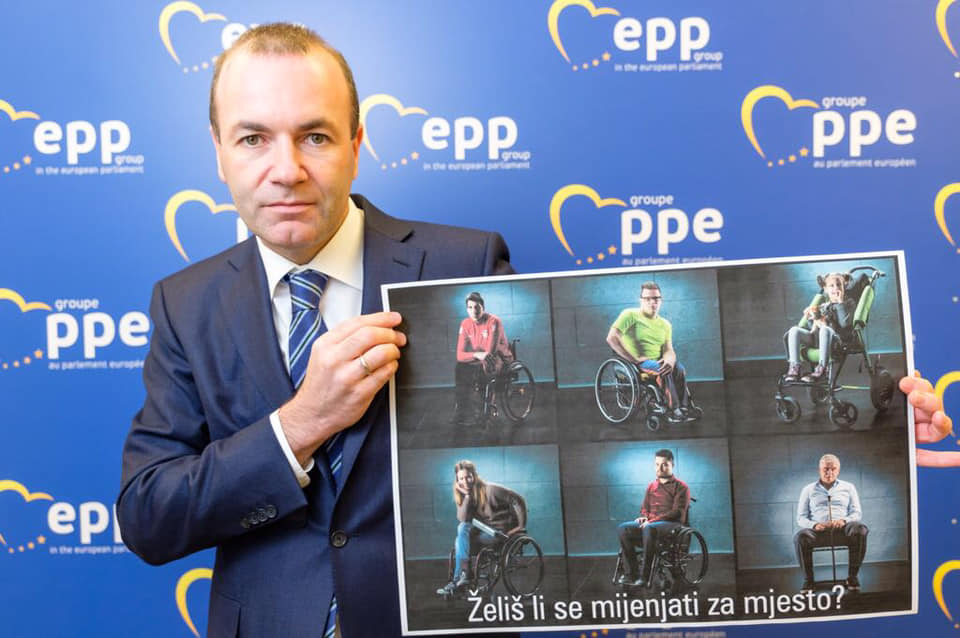 epp
group
in the european parliament
epp
group
in the european parliament
epp
group
in the european parliament
groupe
ppe
au parlement européen
groupe
ppe
au parlement européen
groupe
ppe
au parlement européen
epp
group
in the european parliament
Želiš li se mijenjati za mjesto?